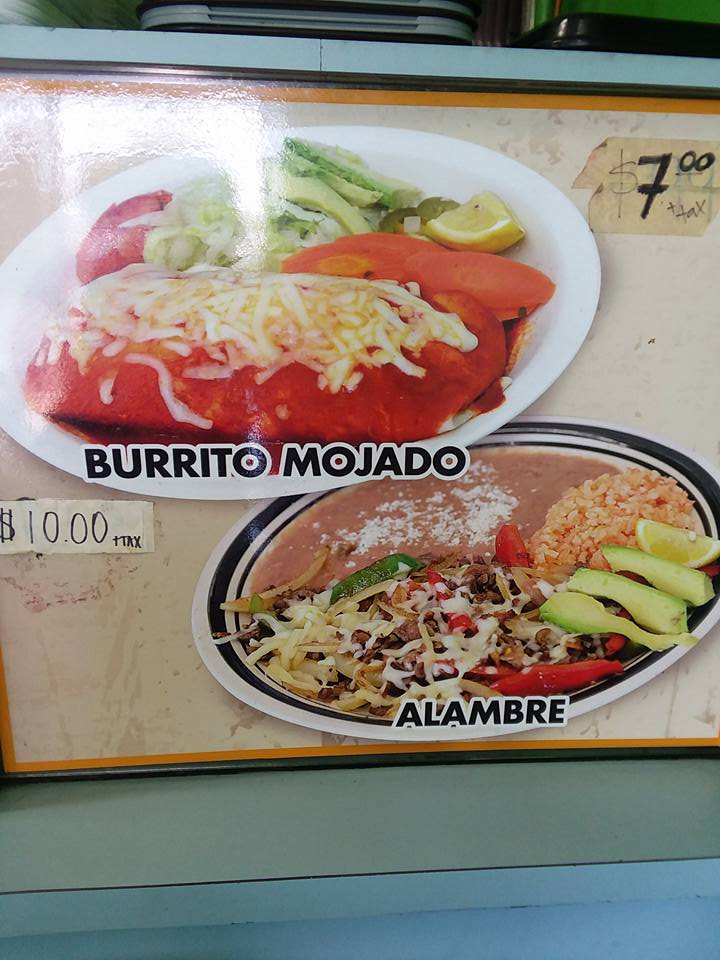 $7.00
+tax
BURRITO MOJADO
$10.00 +TAX
ALAMBRE